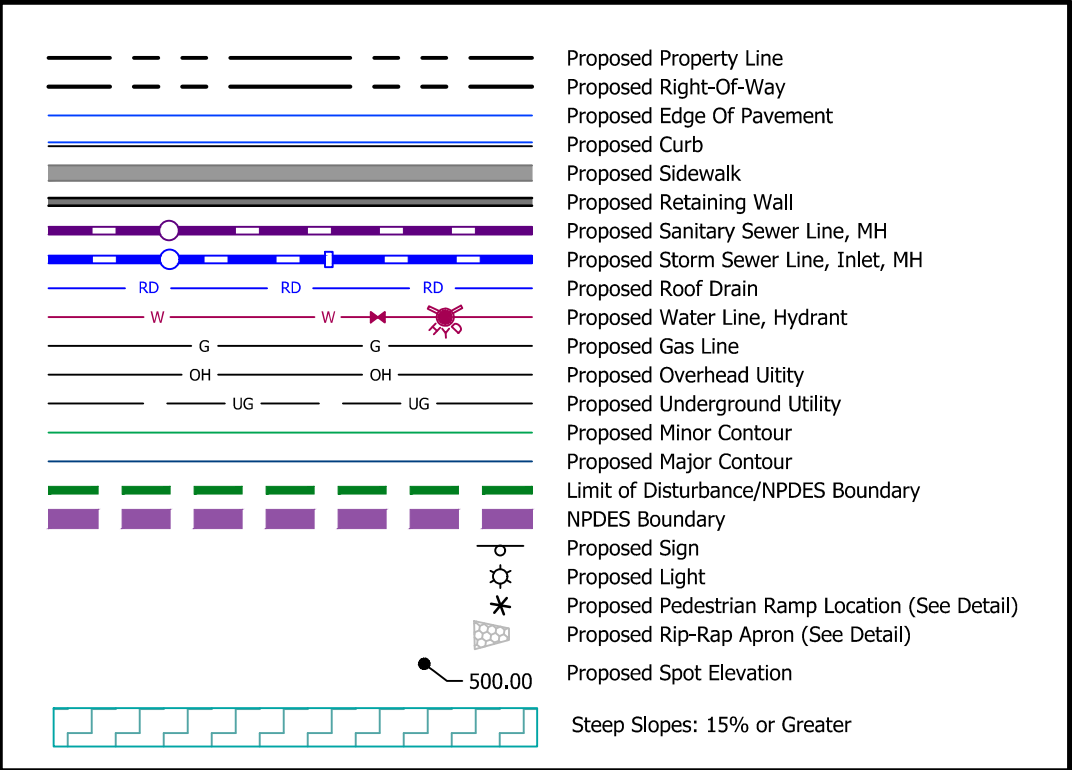 Proposed Property Line
Proposed Right-Of-Way
Proposed Edge Of Pavement
Proposed Curb
Proposed Sidewalk
Proposed Retaining Wall
Proposed Sanitary Sewer Line, MH
Proposed Storm Sewer Line, Inlet, MH
RD RD RD Proposed Roof Drain
W W HYD Proposed Water Line, Hydrant
G G Proposed Gas Line
OH OH Proposed Overhead Uitity
UG UG Proposed Underground Utility
Proposed Minor Contour
Proposed Major Contour
Limit of Disturbance/NPDES Boundary
NPDES Boundary
Proposed Sign
Proposed Light
Proposed Pedestrian Ramp Location (See Detail)
Proposed Rip-Rap Apron (See Detail)
500.00 Proposed Spot Elevation
Steep Slopes: 15% or Greater